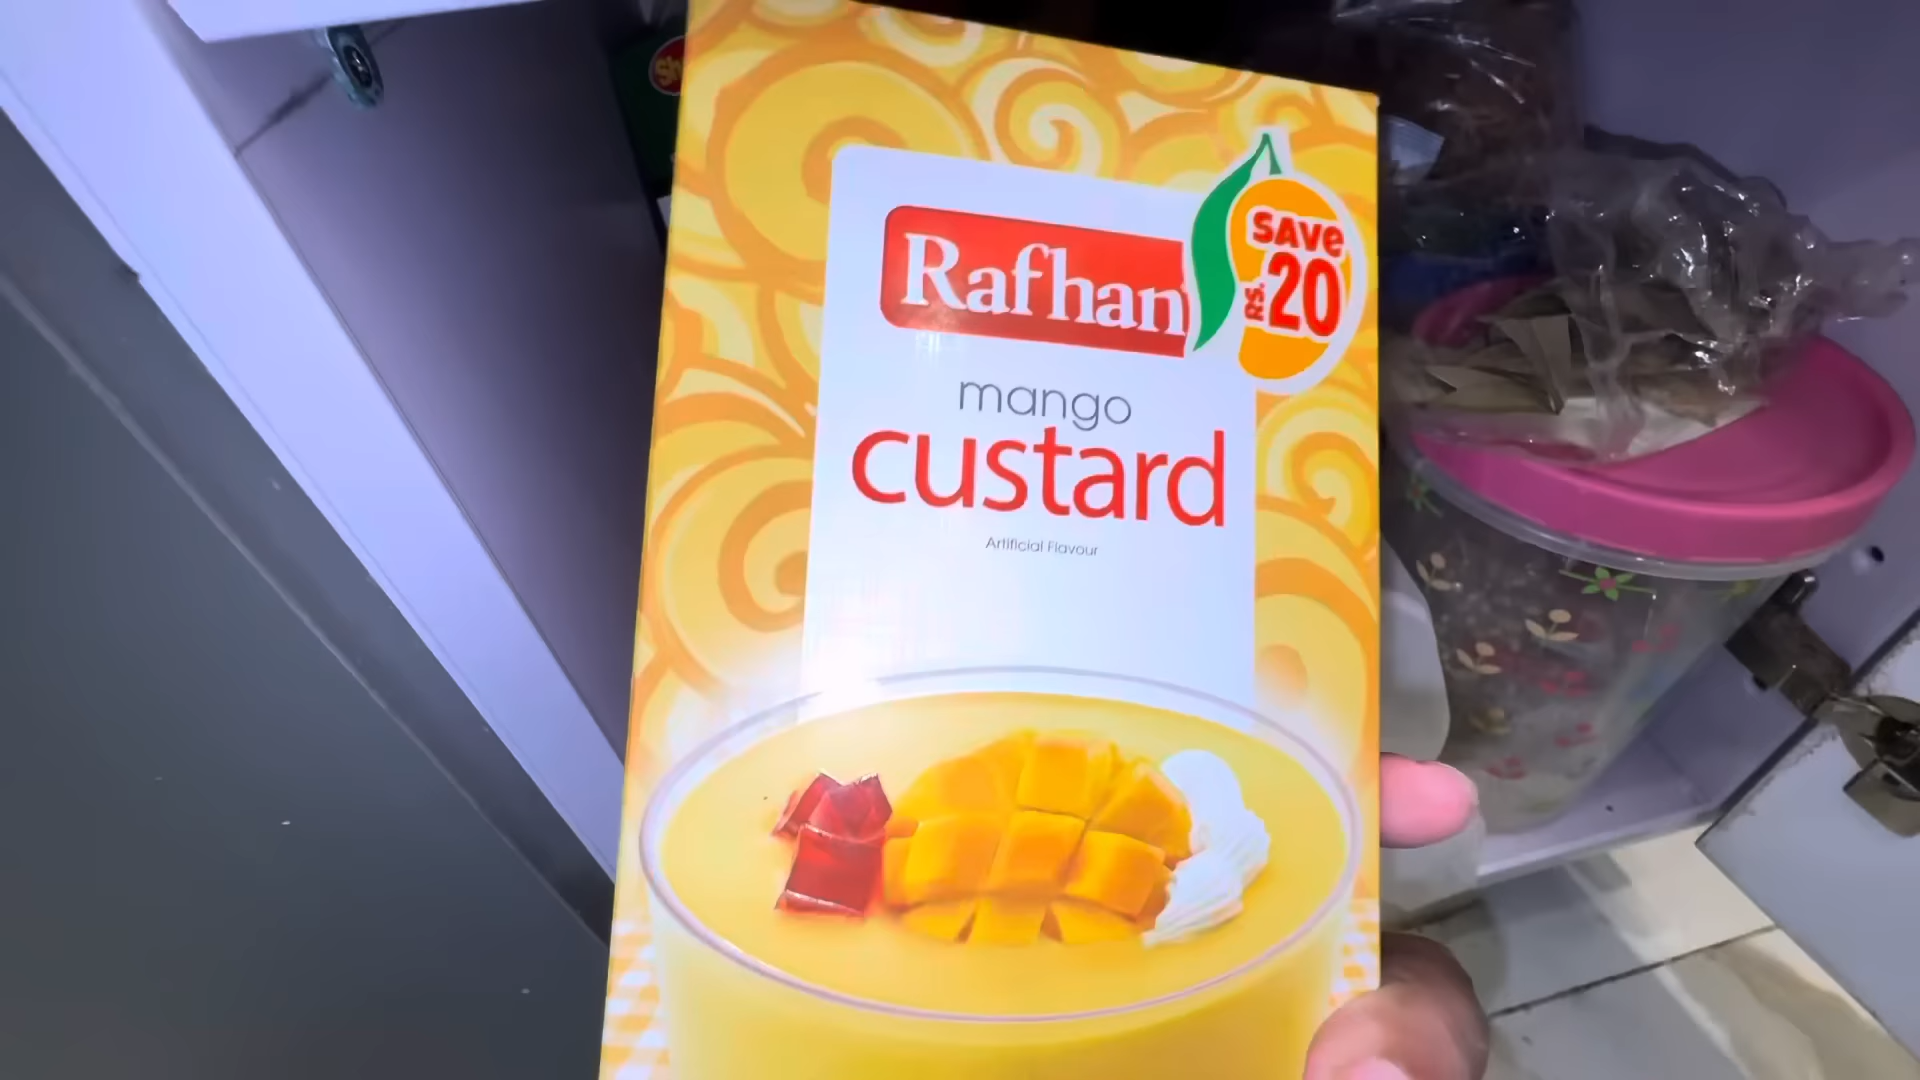 Rafhan
SAVe
RS. 20
mango
custard
Artificial Flavour